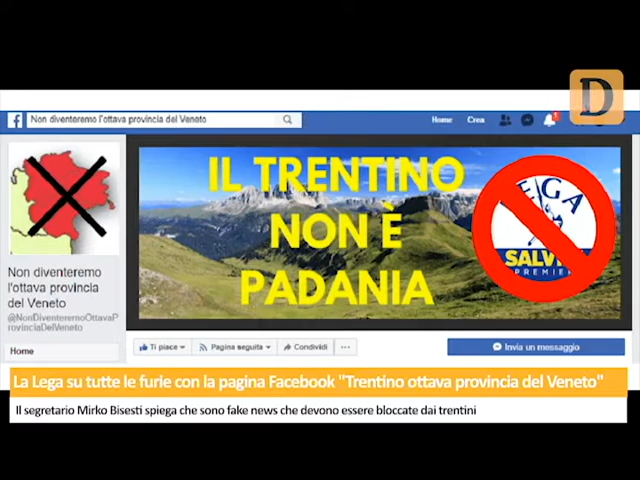 D
Non diventeremo l'ottava provincia del Veneto
Home Crea
IL TRENTINO
NON È
PADANIA
EGA
SALVI
PREMIER
Non diventeremo
l'ottava provincia
del Veneto
@NonDiventeremoOttavaP
rovinciaDelVeneto
Home
Ti piace
Pagina seguita
Condividi
Invia un messaggio
La Lega su tutte le furie con la pagina Facebook "Trentino ottava provincia del Veneto"
Il segretario Mirko Bisesti spiega che sono fake news che devono essere bloccate dai trentini